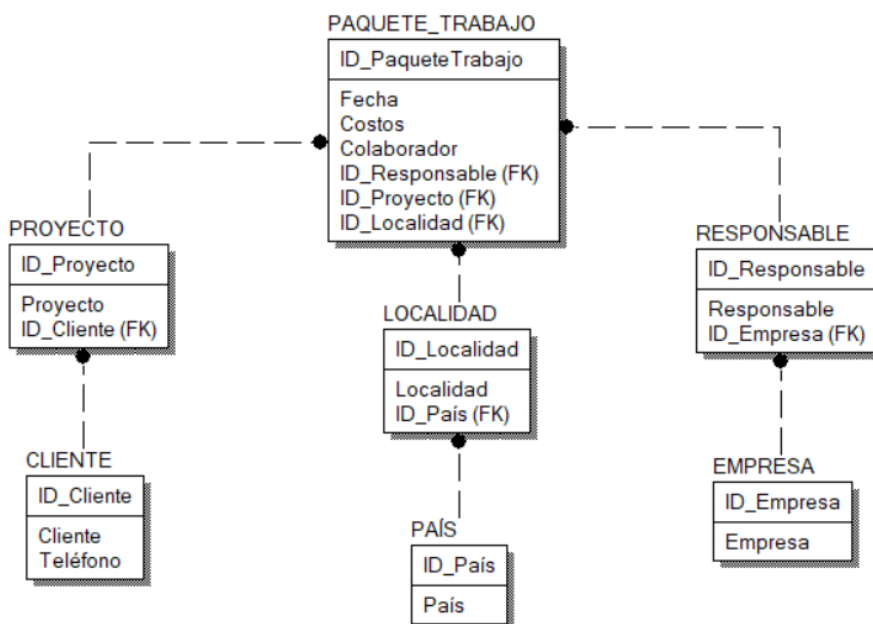 PAQUETE_TRABAJO
ID_PaqueteTrabajo
Fecha
Costos
Colaborador
ID_Responsable (FK)
ID_Proyecto (FK)
ID_Localidad (FK)
PROYECTO
ID_Proyecto
Proyecto
ID_Cliente (FK)
LOCALIDAD
ID_Localidad
Localidad
ID_País (FK)
RESPONSABLE
ID_Responsable
Responsable
ID_Empresa (FK)
CLIENTE
ID_Cliente
Cliente
Teléfono
PAÍS
ID_País
País
EMPRESA
ID_Empresa
Empresa